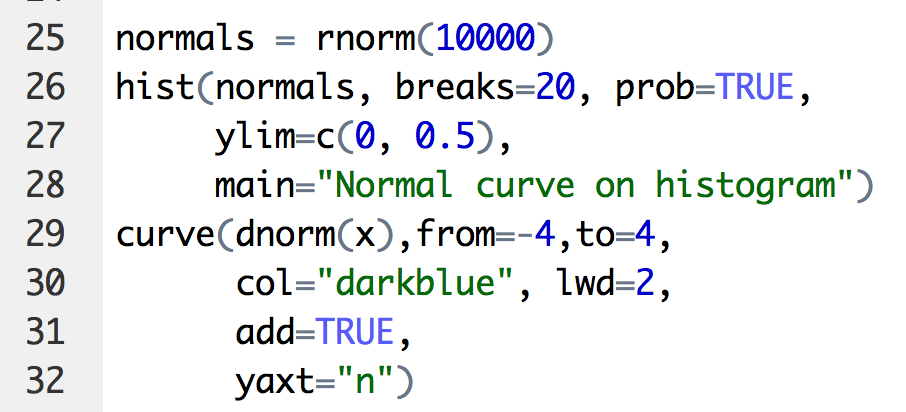 25 normals = rnorm(10000)
26 hist(normals, breaks=20, prob=TRUE,
27 ylim=c(0, 0.5),
28 main="Normal curve on histogram")
29 curve(dnorm(x),from=-4,to=4,
30 col="darkblue", lwd=2,
31 add=TRUE,
32 yaxt="n")